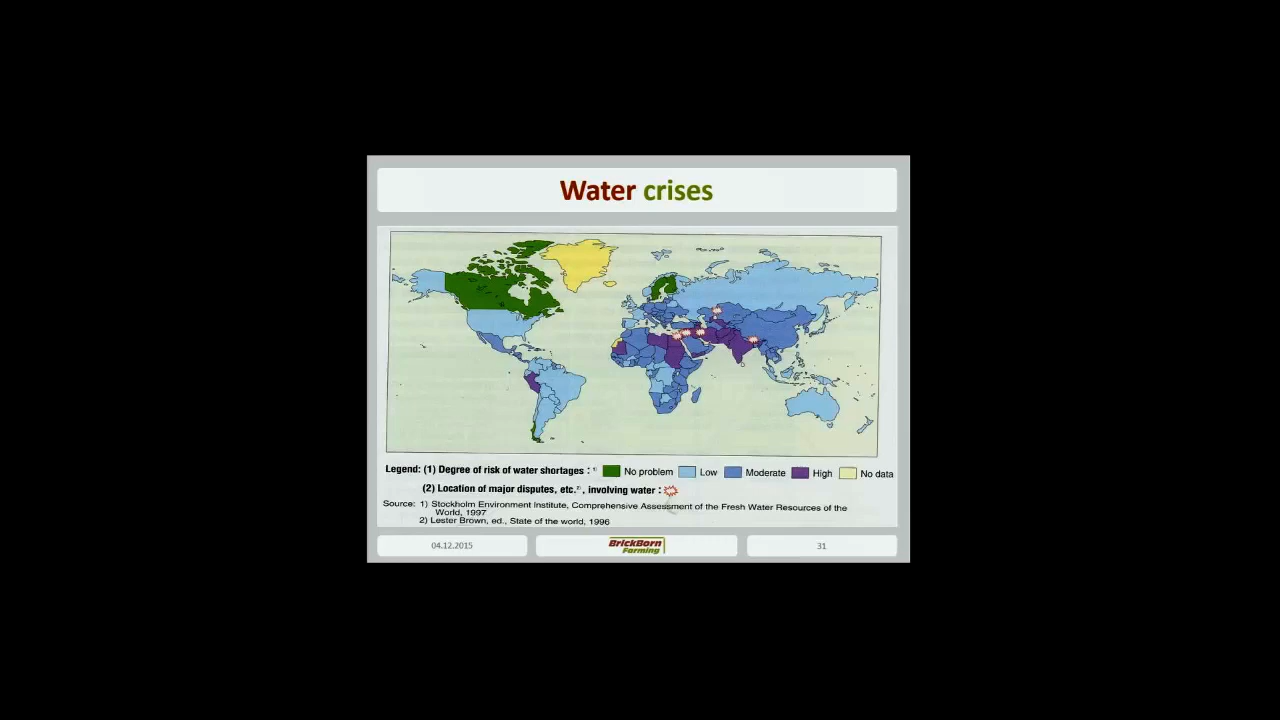 Water crises
Legend: (1) Degree of risk of water shortages : 1) No problem Low Moderate High No data
(2) Location of major disputes, etc.2), involving water :
Source: 1) Stockholm Environment Institute, Comprehensive Assessment of the Fresh Water Resources of the
World, 1997
2) Lester Brown, ed., State of the world, 1996
04.12.2015
BrickBorn
Farming
31